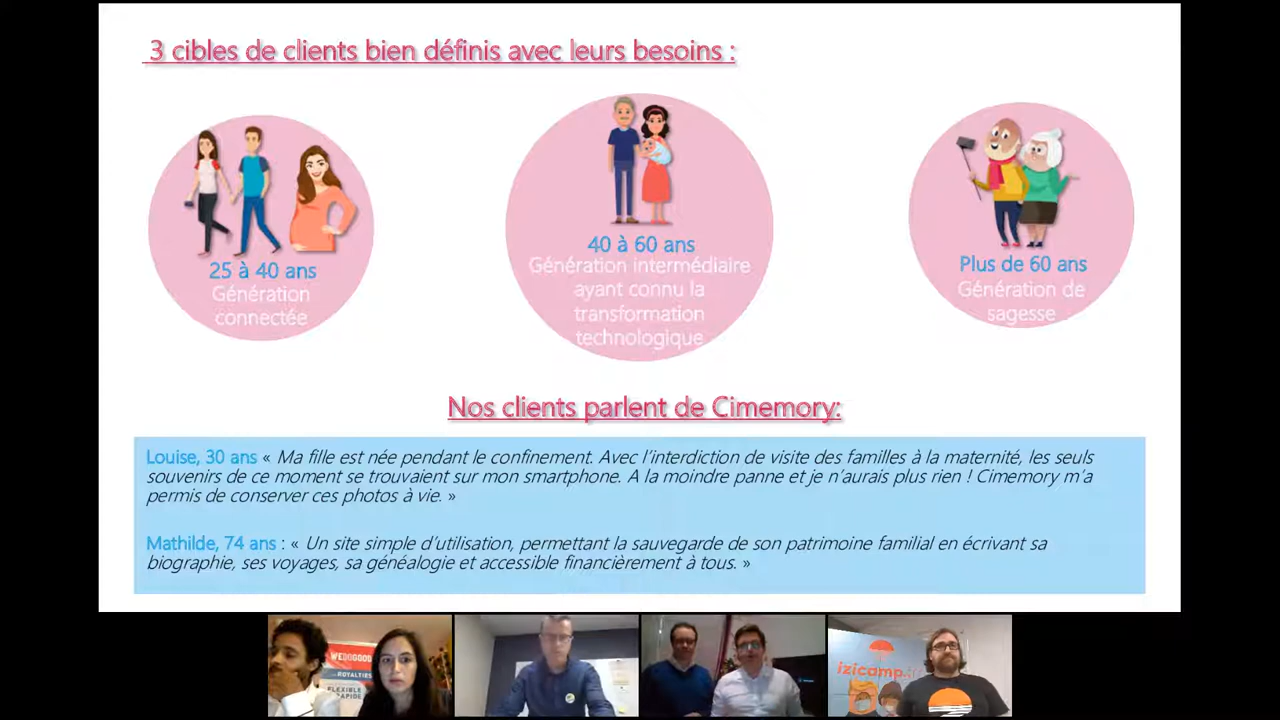 3 cibles de clients bien définis avec leurs besoins :
25 à 40 ans
Génération
connectée
40 à 60 ans
Génération intermédiaire
ayant connu la
transformation
technologique
Plus de 60 ans
Génération de
sagesse
Nos clients parlent de Cimemory:
Louise, 30 ans « Ma fille est née pendant le confinement. Avec l'interdiction de visite des familles à la maternité, les seuls
souvenirs de ce moment se trouvaient sur mon smartphone. A la moindre panne et je n'aurais plus rien ! Cimemory m'a
permis de conserver ces photos à vie. »
Mathilde, 74 ans : « Un site simple d'utilisation, permettant la sauvegarde de son patrimoine familial en écrivant sa
biographie, ses voyages, sa généalogie et accessible financièrement à tous. »
WEDOGOOD
ROYALTIES
FLEXIBLE
izicamp